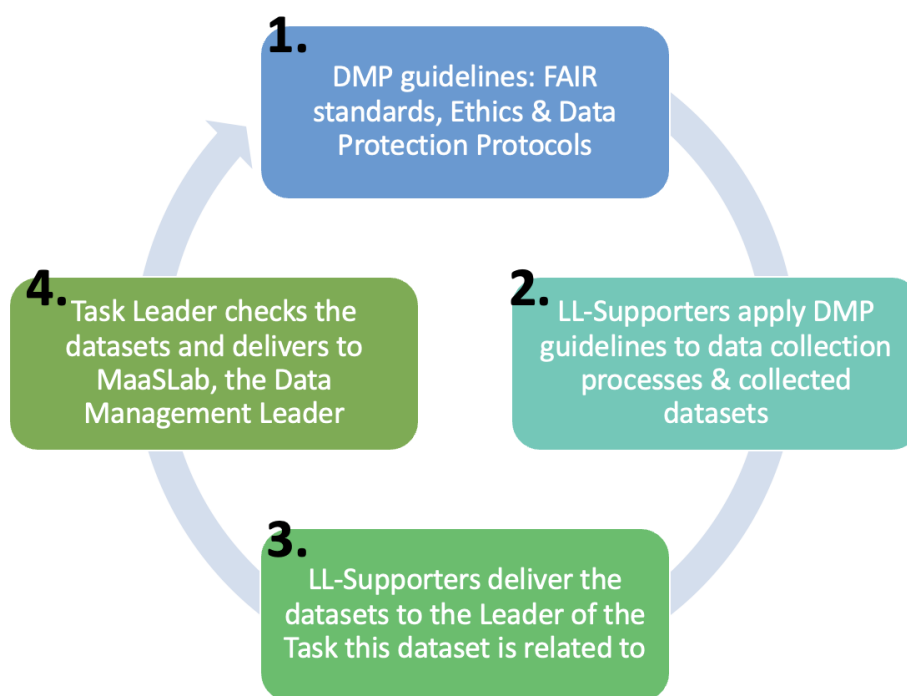 1.
DMP guidelines: FAIR
standards, Ethics & Data
Protection Protocols
2.
LL-Supporters apply DMP
guidelines to data collection
processes & collected
datasets
3.
LL-Supporters deliver the
datasets to the Leader of the
Task this dataset is related to
4.
Task Leader checks the
datasets and delivers to
MaaSLab, the Data
Management Leader